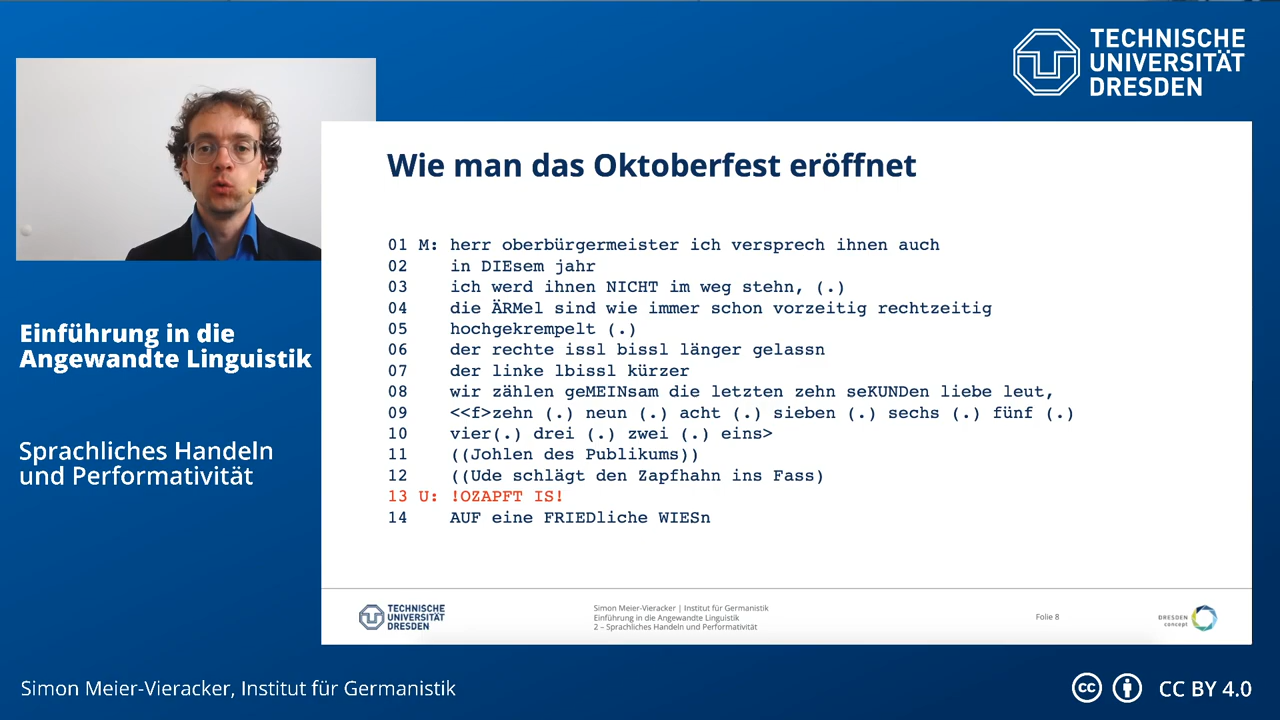 TECHNISCHE
UNIVERSITÄT
DRESDEN
Wie man das Oktoberfest eröffnet
01 M: herr oberbürgermeister ich versprech ihnen auch
02 in DIEsem jahr
03 ich werd ihnen NICHT im weg stehn, (.)
04 die ÄRMel sind wie immer schon vorzeitig rechtzeitig
05 hochgekrempelt (.)
06 der rechte issl bissl länger gelassn
07 der linke lbissl kürzer
08 wir zählen geMEINsam die letzten zehn seKUNDen liebe leut,
09 <<f>zehn (.) neun (.) acht (.) sieben (.) sechs (.) fünf (.)
10 vier(.) drei (.) zwei (.) eins>
11 ((Johlen des Publikums))
12 ((Ude schlägt den Zapfhahn ins Fass)
13 U: !OZAPFT IS!
14 AUF eine FRIEDliche WIESn
Einführung in die
Angewandte Linguistik
Sprachliches Handeln
und Performativität
TECHNISCHE
UNIVERSITÄT
DRESDEN
Simon Meier-Vieracker | Institut für Germanistik
Einführung in die Angewandte Linguistik
2 – Sprachliches Handeln und Performativität
Folie 8
DRESDEN
concept
Simon Meier-Vieracker, Institut für Germanistik
cc CC BY 4.0